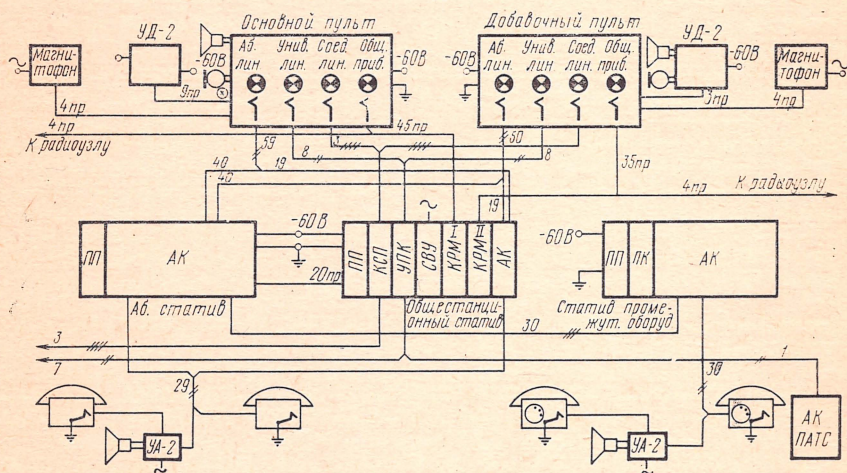 Основной пульт
Добавочный пульт
УД-2
УД-2
Магни-
тофон
Магни-
тофон
~
~
-60В
-60В
-60В
-60В
Аб.
лин
Унив.
лин.
Соед.
лин.
Общ.
приб.
Аб.
лин.
Унив.
лин.
Соед.
лин.
Общ.
приб.
9пр
4пр
4пр
К радиоузлу
3пр
4пр
45пр
59
8
3
60
8
35пр
40
19
40
19
4пр
К радиоузлу
-60В
~
-60В
ПП
АК
ПП
КСП
УПК
СВУ
КРМ I
КРМ II
АК
ПП
ПК
АК
20пр
Аб. статив
Общестанци-
онный статив
Статив проме-
жут. оборуд.
30
3
7
1
29
30
УА-2
~
УА-2
~
АК
ПАТС